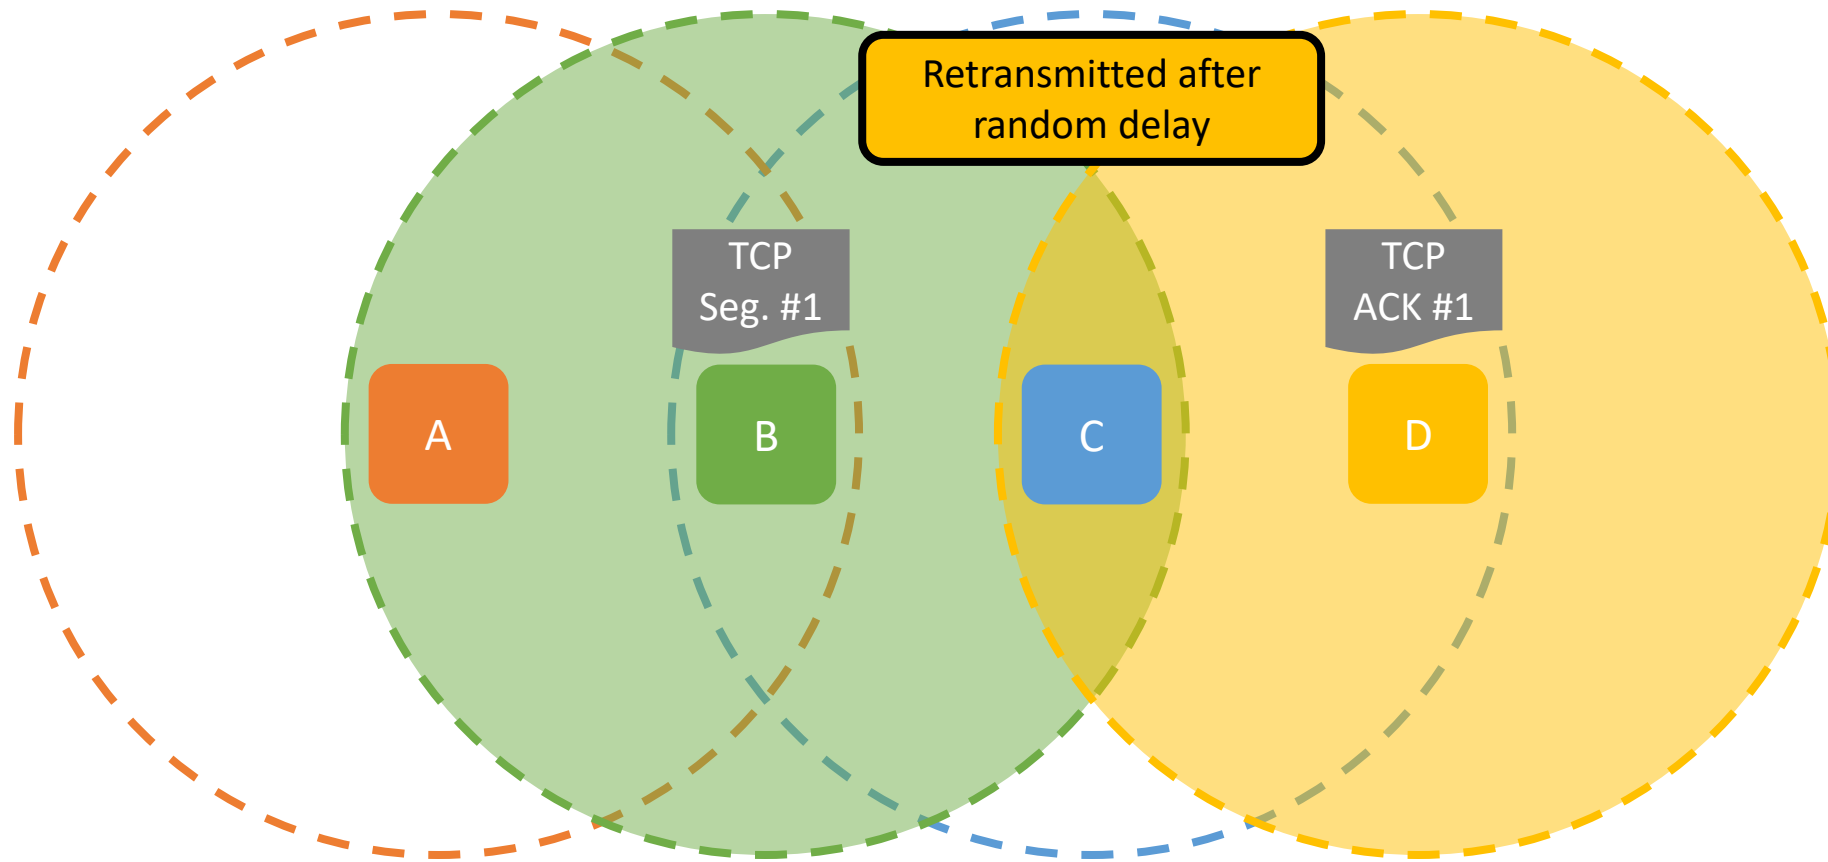 Retransmitted after
random delay
TCP
Seg. #1
TCP
ACK #1
A
B
C
D